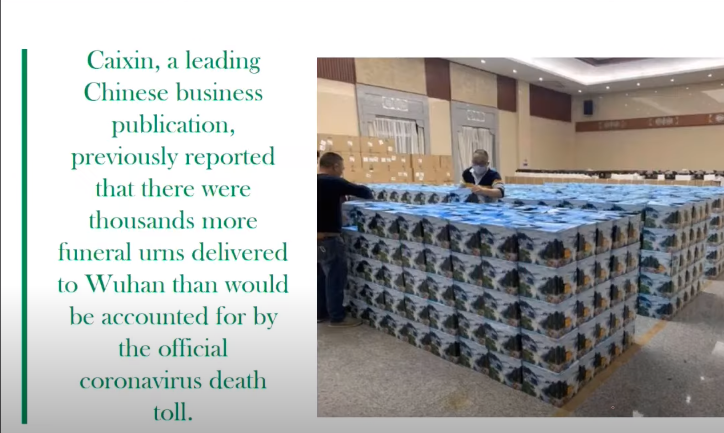 Caixin, a leading
Chinese business
publication,
previously reported
that there were
thousands more
funeral urns delivered
to Wuhan than would
be accounted for by
the official
coronavirus death
toll.